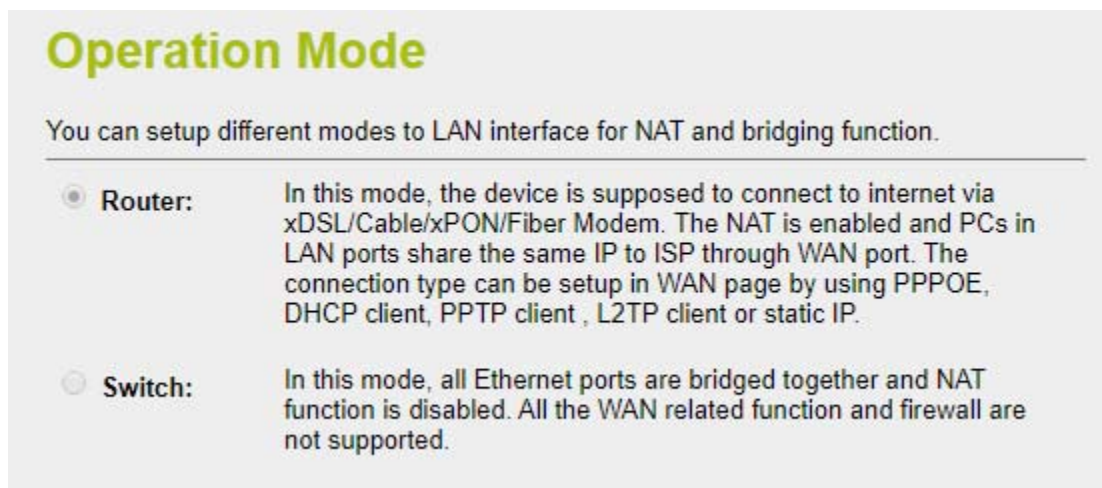 Operation Mode
You can setup different modes to LAN interface for NAT and bridging function.
Router: In this mode, the device is supposed to connect to internet via
xDSL/Cable/xPON/Fiber Modem. The NAT is enabled and PCs in
LAN ports share the same IP to ISP through WAN port. The
connection type can be setup in WAN page by using PPPOE,
DHCP client, PPTP client , L2TP client or static IP.
Switch: In this mode, all Ethernet ports are bridged together and NAT
function is disabled. All the WAN related function and firewall are
not supported.